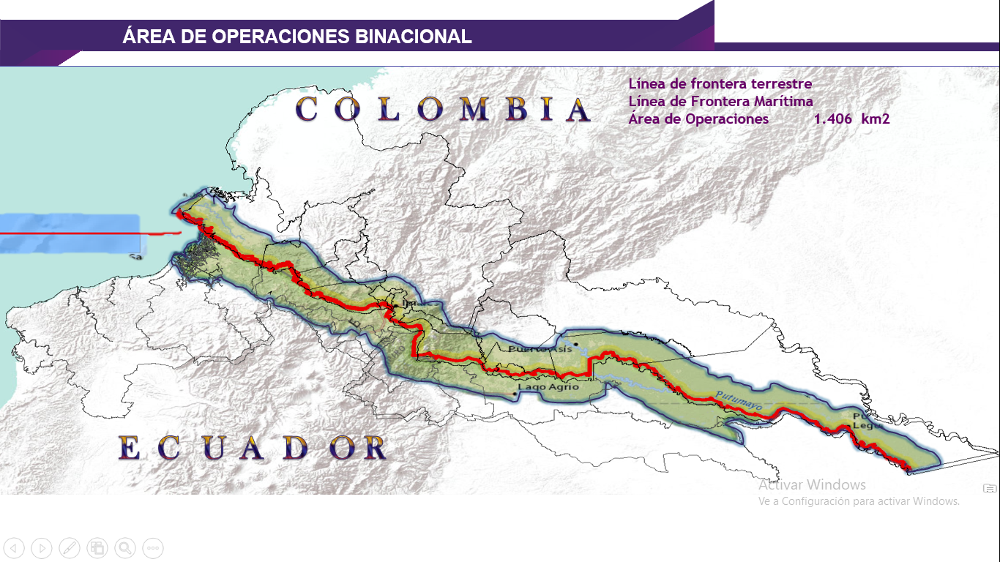 ÁREA DE OPERACIONES BINACIONAL
Línea de frontera terrestre
Línea de Frontera Marítima
Área de Operaciones 1.406 km2
COLOMBIA
Puerto Asis
Lago Agrio
Putumayo
ECUADOR
Activar Windows
Ve a Configuración para activar Windows.